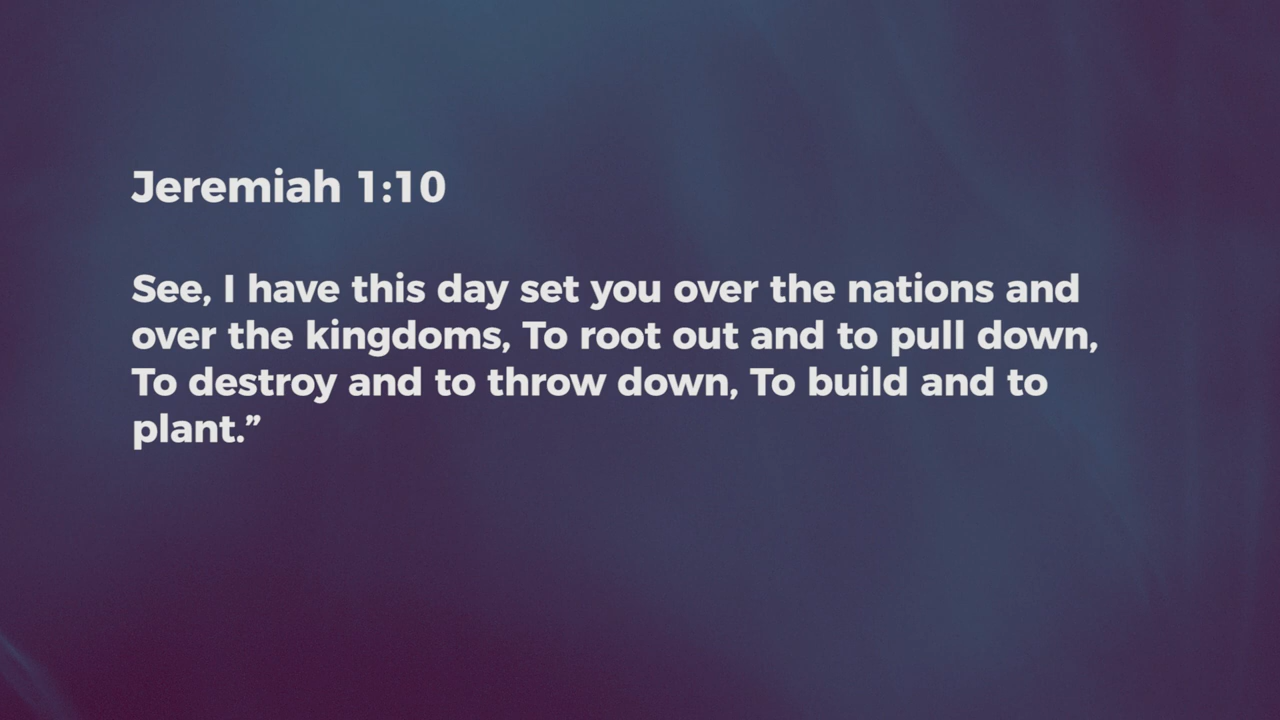 Jeremiah 1:10
See, I have this day set you over the nations and
over the kingdoms, To root out and to pull down,
To destroy and to throw down, To build and to
plant.”